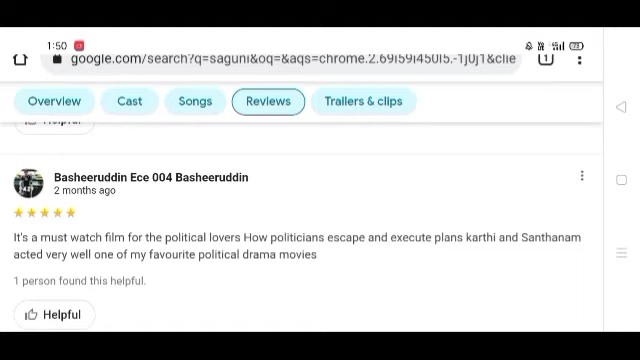 1:50
google.com/search?q=saguni&oq=&aqs=chrome.2.69i59i450l5.-1j0j1&clie
1
Overview Cast Songs Reviews Trailers & clips
Helpful
Basheeruddin Ece 004 Basheeruddin
2 months ago
It's a must watch film for the political lovers How politicians escape and execute plans karthi and Santhanam
acted very well one of my favourite political drama movies
1 person found this helpful.
Helpful